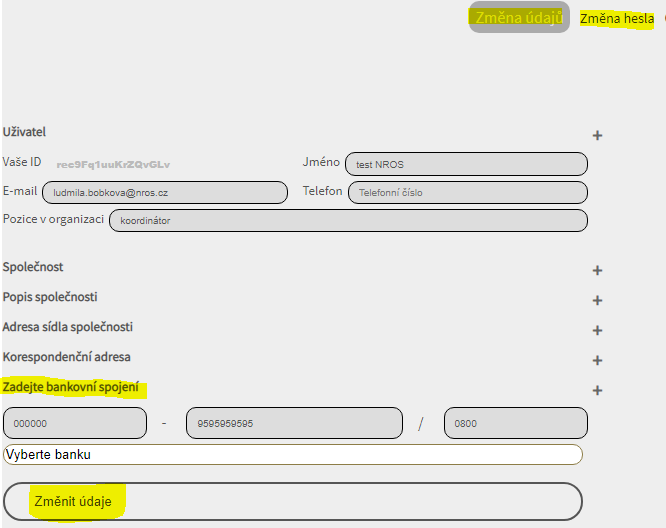 Změna údajů Změna hesla
Uživatel +
Vaše ID rec9Fq1uuKrZQvGLv Jméno test NROS
E-mail ludmila.bobkova@nros.cz Telefon Telefonní číslo
Pozice v organizaci koordinátor
Společnost +
Popis společnosti +
Adresa sídla společnosti +
Korespondenční adresa +
Zadejte bankovní spojení +
000000 - 9595959595 / 0800
Vyberte banku
Změnit údaje